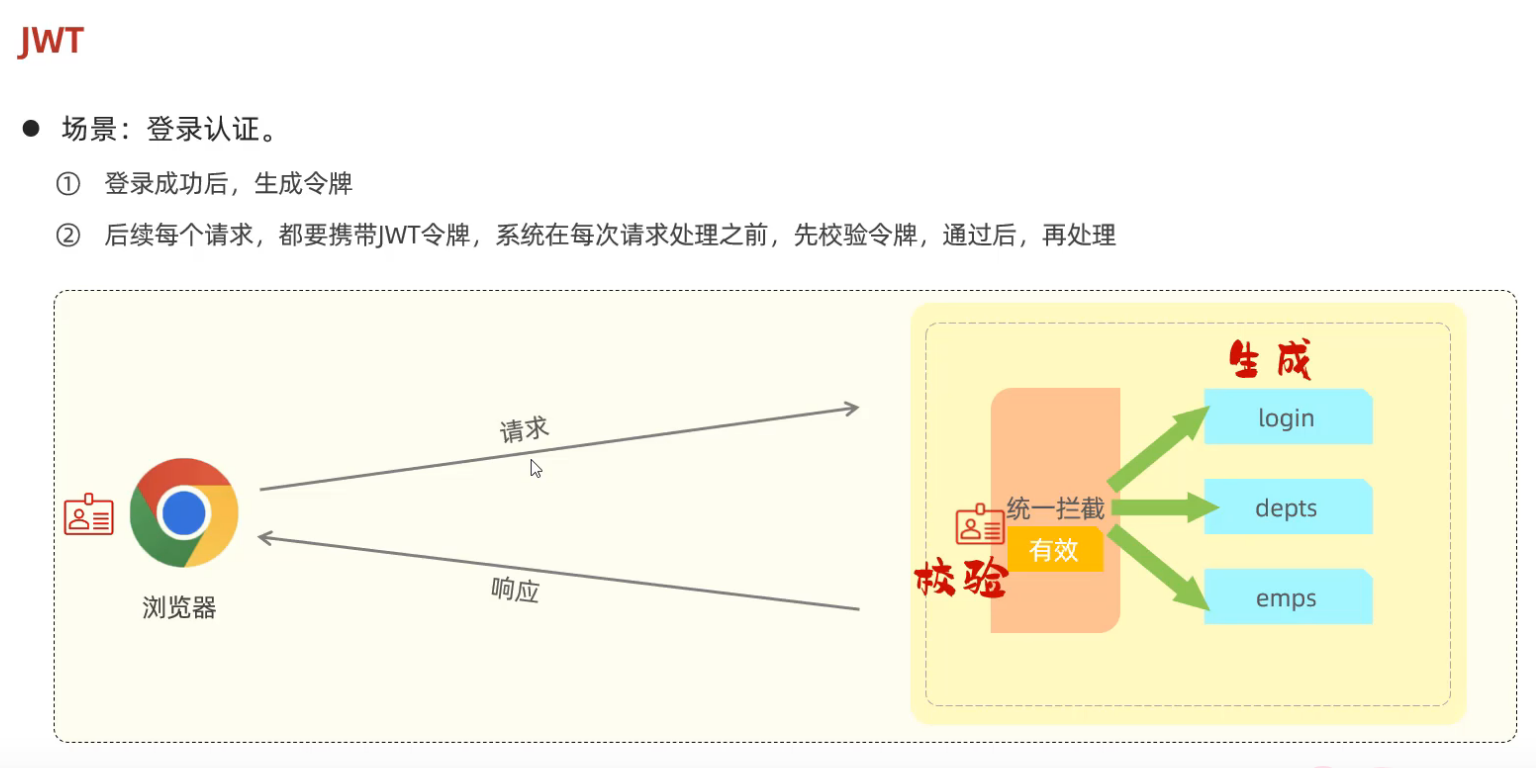 JWT
● 场景：登录认证。
① 登录成功后，生成令牌
② 后续每个请求，都要携带JWT令牌，系统在每次请求处理之前，先校验令牌，通过后，再处理
生成
login
请求
统一拦截
depts
有效
校验
响应
emps
浏览器